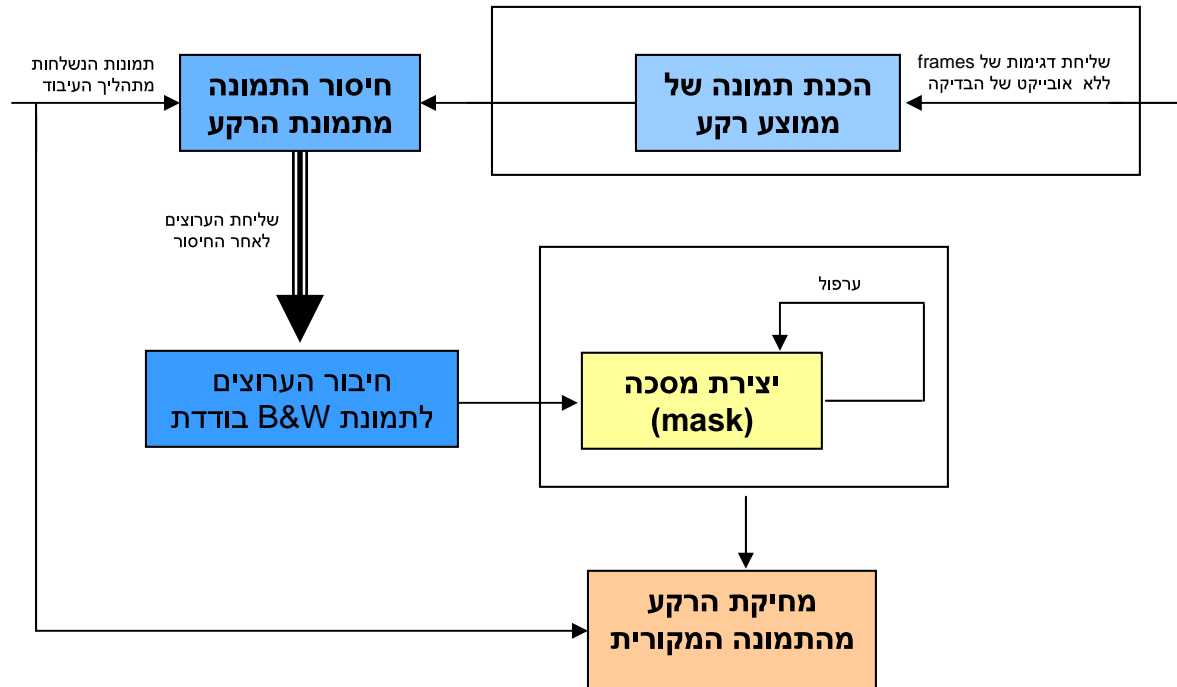 שליחת דגימות של frames
ללא אובייקט של הבדיקה
הכנת תמונה של
ממוצע רקע
תמונות הנשלחות
מתהליך העיבוד
חיסור התמונה
מתמונת הרקע
שליחת הערוצים
לאחר החיסור
חיבור הערוצים
לתמונת B&W בודדת
ערפול
יצירת מסכה
(mask)
מחיקת הרקע
מהתמונה המקורית